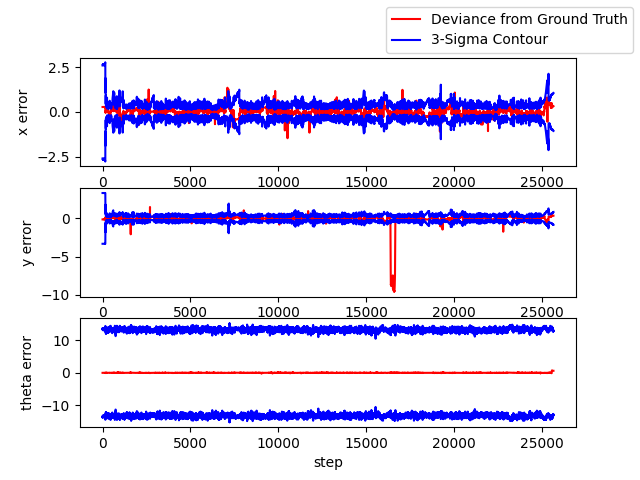 Deviance from Ground Truth
3-Sigma Contour
2.5
0.0
−2.5
x error
0 5000 10000 15000 20000 25000
0
−5
−10
y error
0 5000 10000 15000 20000 25000
10
0
−10
theta error
0 5000 10000 15000 20000 25000
step